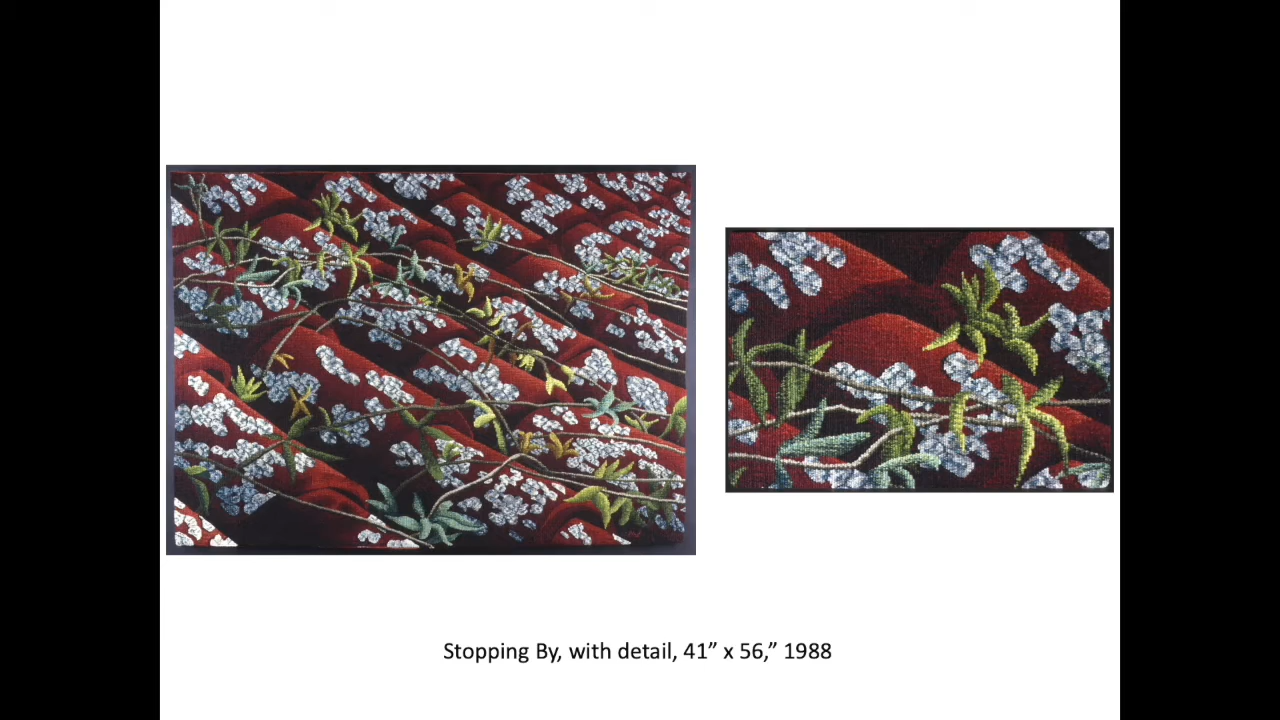 Stopping By, with detail, 41” x 56,” 1988